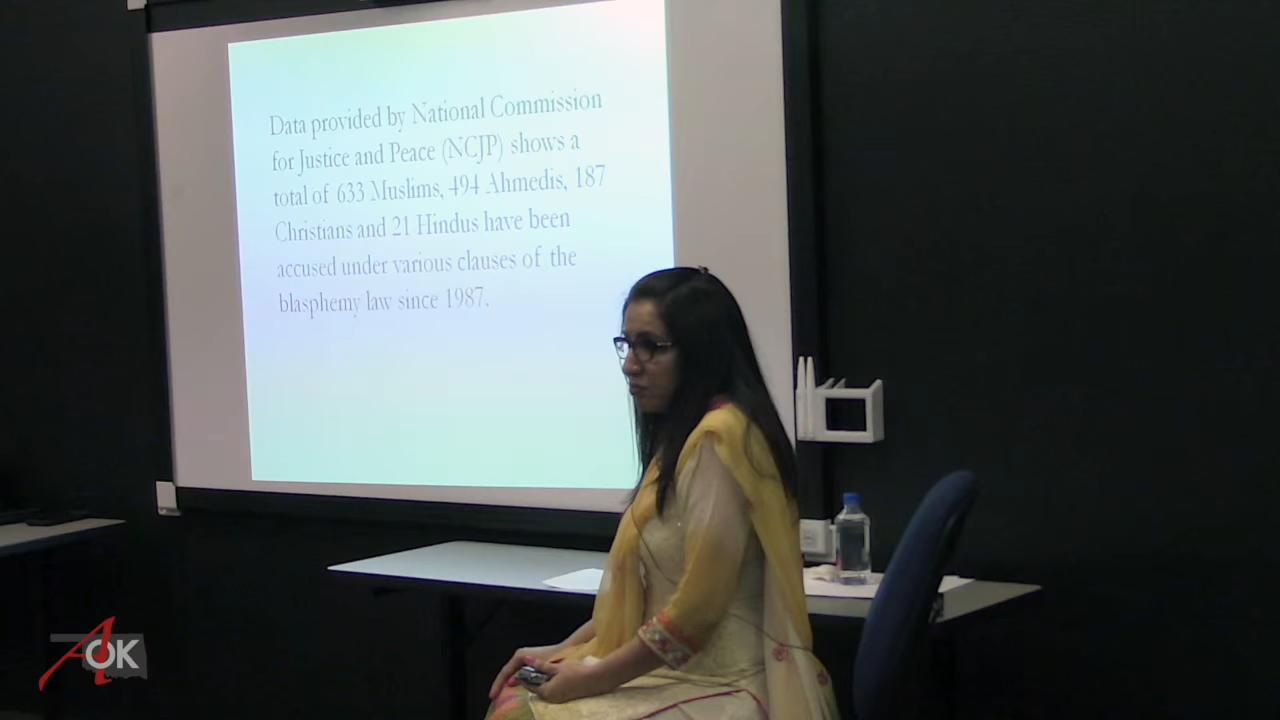 Data provided by National Commission
for Justice and Peace (NCJP) shows a
total of 633 Muslims, 494 Ahmedis, 187
Christians and 21 Hindus have been
accused under various clauses of the
blasphemy law since 1987.
AOK